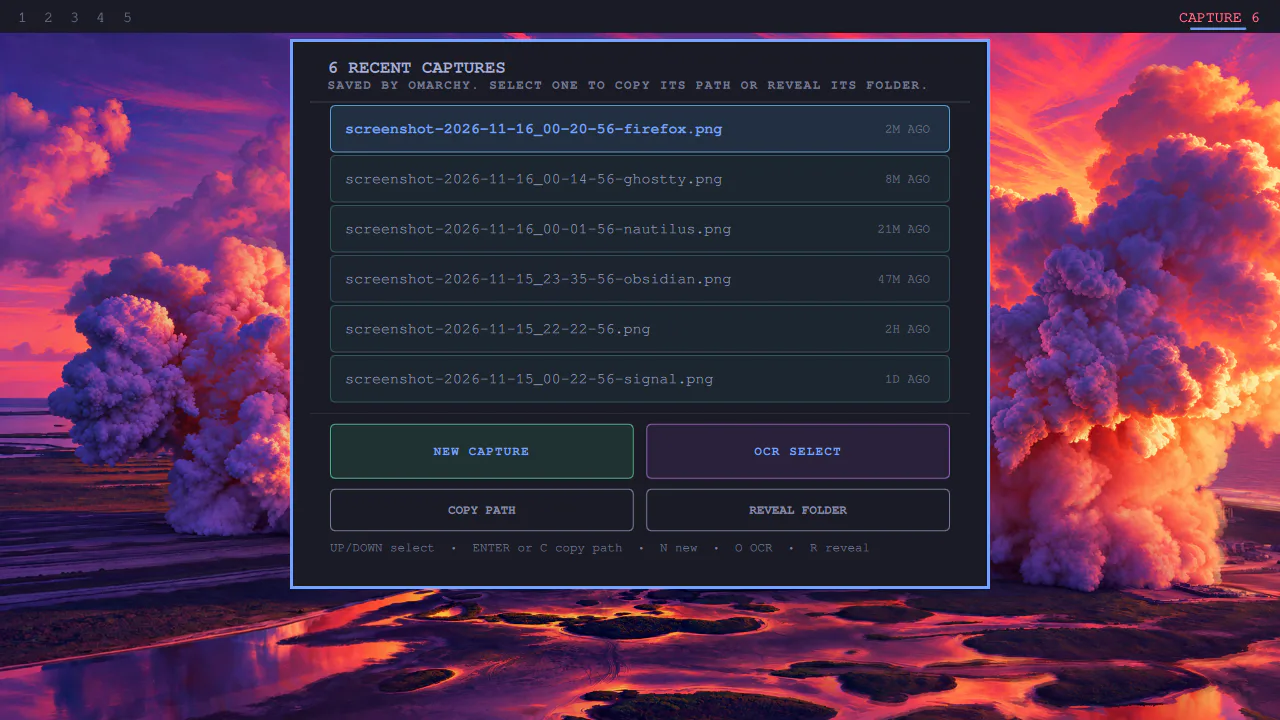 1 2 3 4 5
CAPTURE 6
6 RECENT CAPTURES
SAVED BY OMARCHY. SELECT ONE TO COPY ITS PATH OR REVEAL ITS FOLDER.
screenshot-2026-11-16_00-20-56-firefox.png 2M AGO
screenshot-2026-11-16_00-14-56-ghostty.png 8M AGO
screenshot-2026-11-16_00-01-56-nautilus.png 21M AGO
screenshot-2026-11-15_23-35-56-obsidian.png 47M AGO
screenshot-2026-11-15_22-22-56.png 2H AGO
screenshot-2026-11-15_00-22-56-signal.png 1D AGO
NEW CAPTURE OCR SELECT
COPY PATH REVEAL FOLDER
UP/DOWN select • ENTER or C copy path • N new • O OCR • R reveal